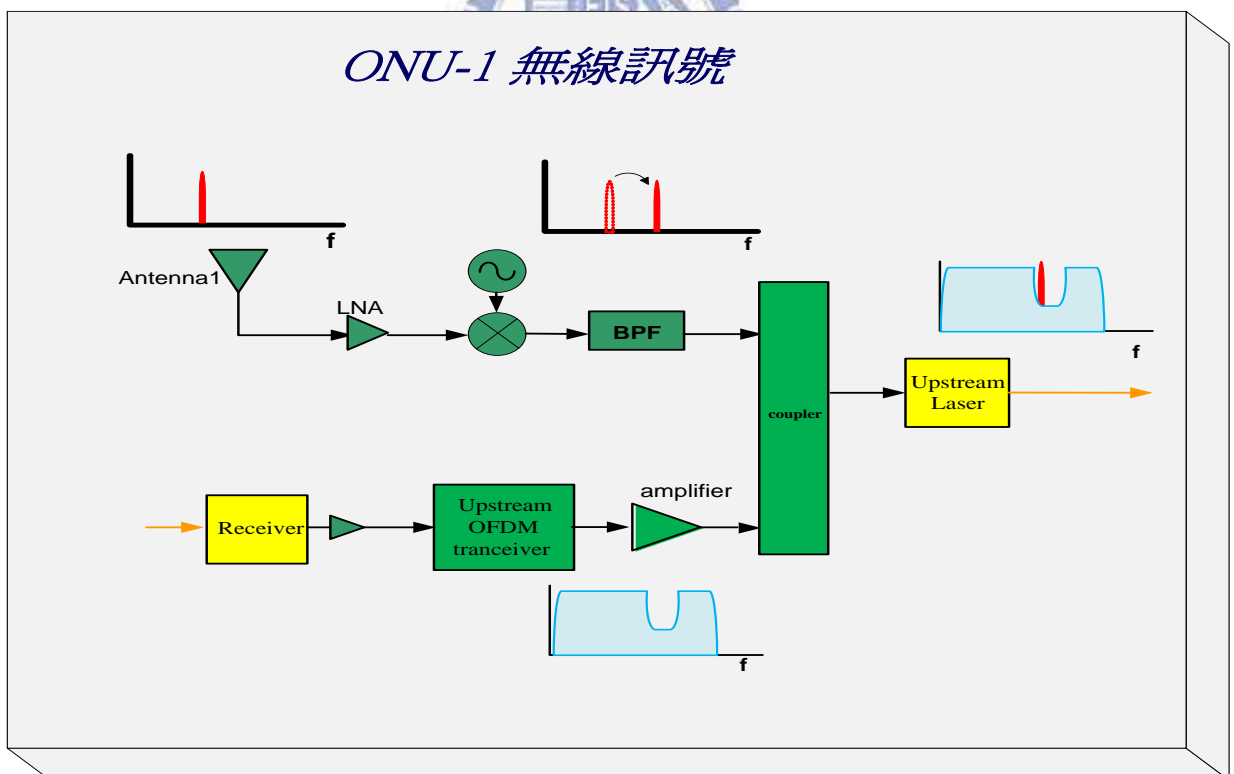 ONU-1 無線訊號
f
f
Antenna1
LNA
BPF
f
Upstream
Laser
coupler
amplifier
Receiver
Upstream
OFDM
tranceiver
f